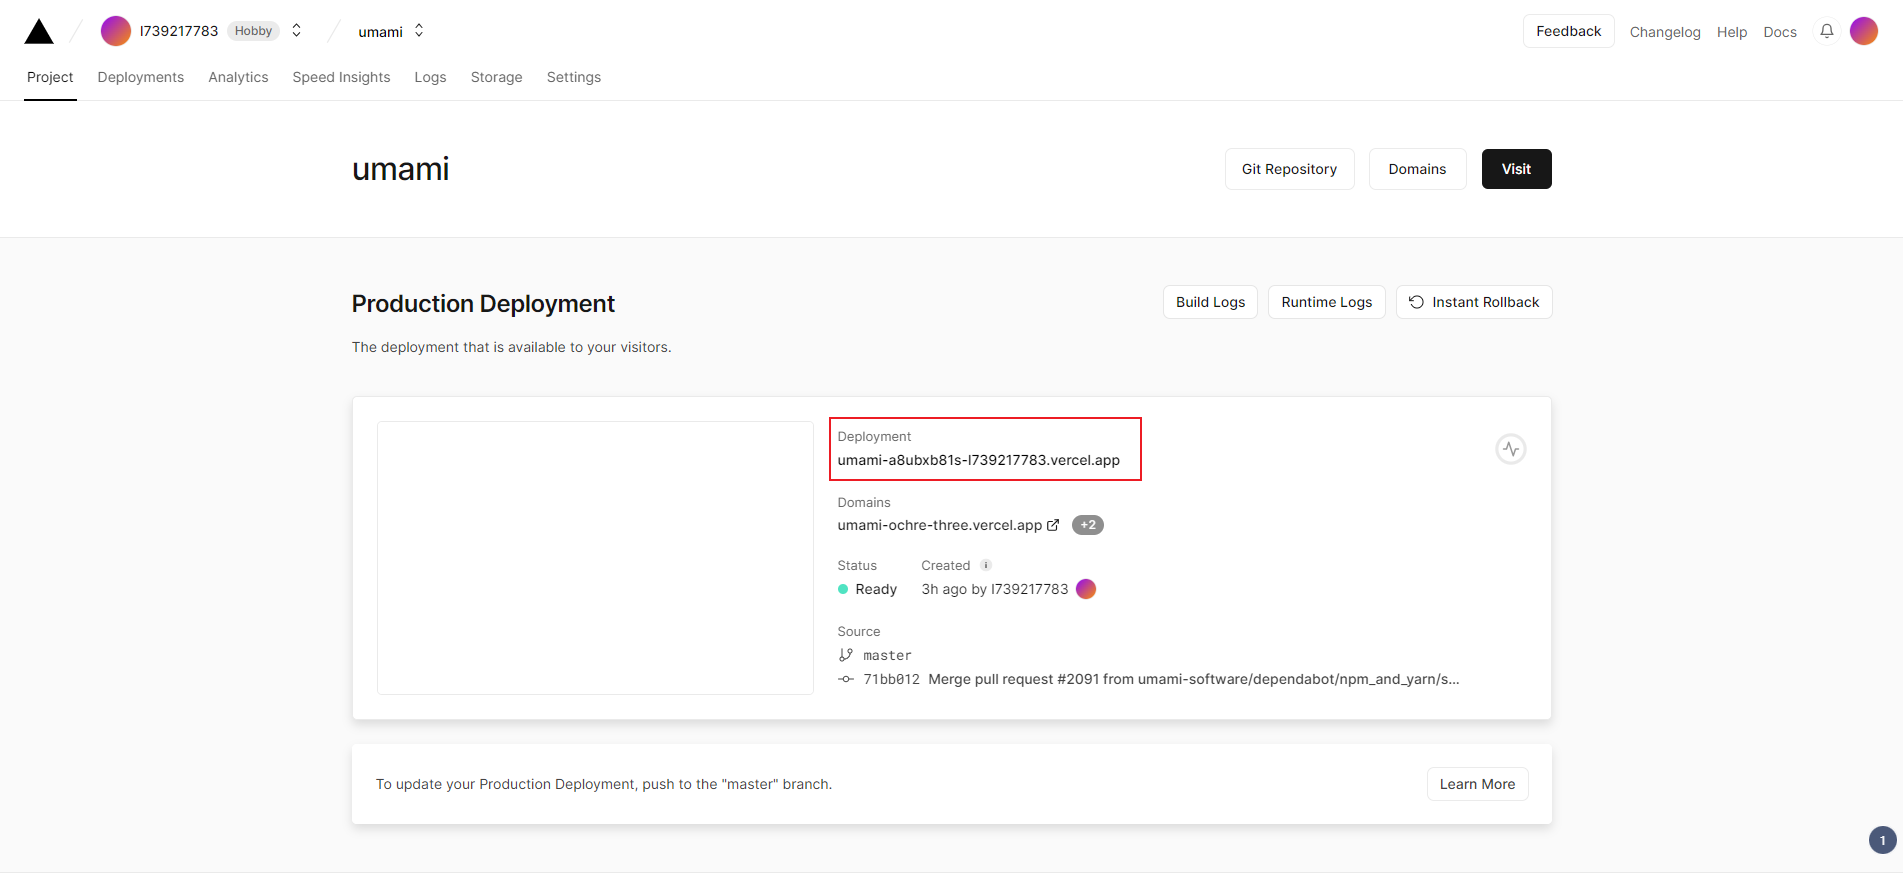 l739217783 Hobby umami Feedback Changelog Help Docs
Project Deployments Analytics Speed Insights Logs Storage Settings
umami Git Repository Domains Visit
Production Deployment Build Logs Runtime Logs Instant Rollback
The deployment that is available to your visitors.
Deployment
umami-a8ubxb81s-l739217783.vercel.app
Domains
umami-ochre-three.vercel.app +2
Status Created i
Ready 3h ago by l739217783
Source
master
71bb012 Merge pull request #2091 from umami-software/dependabot/npm_and_yarn/s...
To update your Production Deployment, push to the "master" branch. Learn More
1